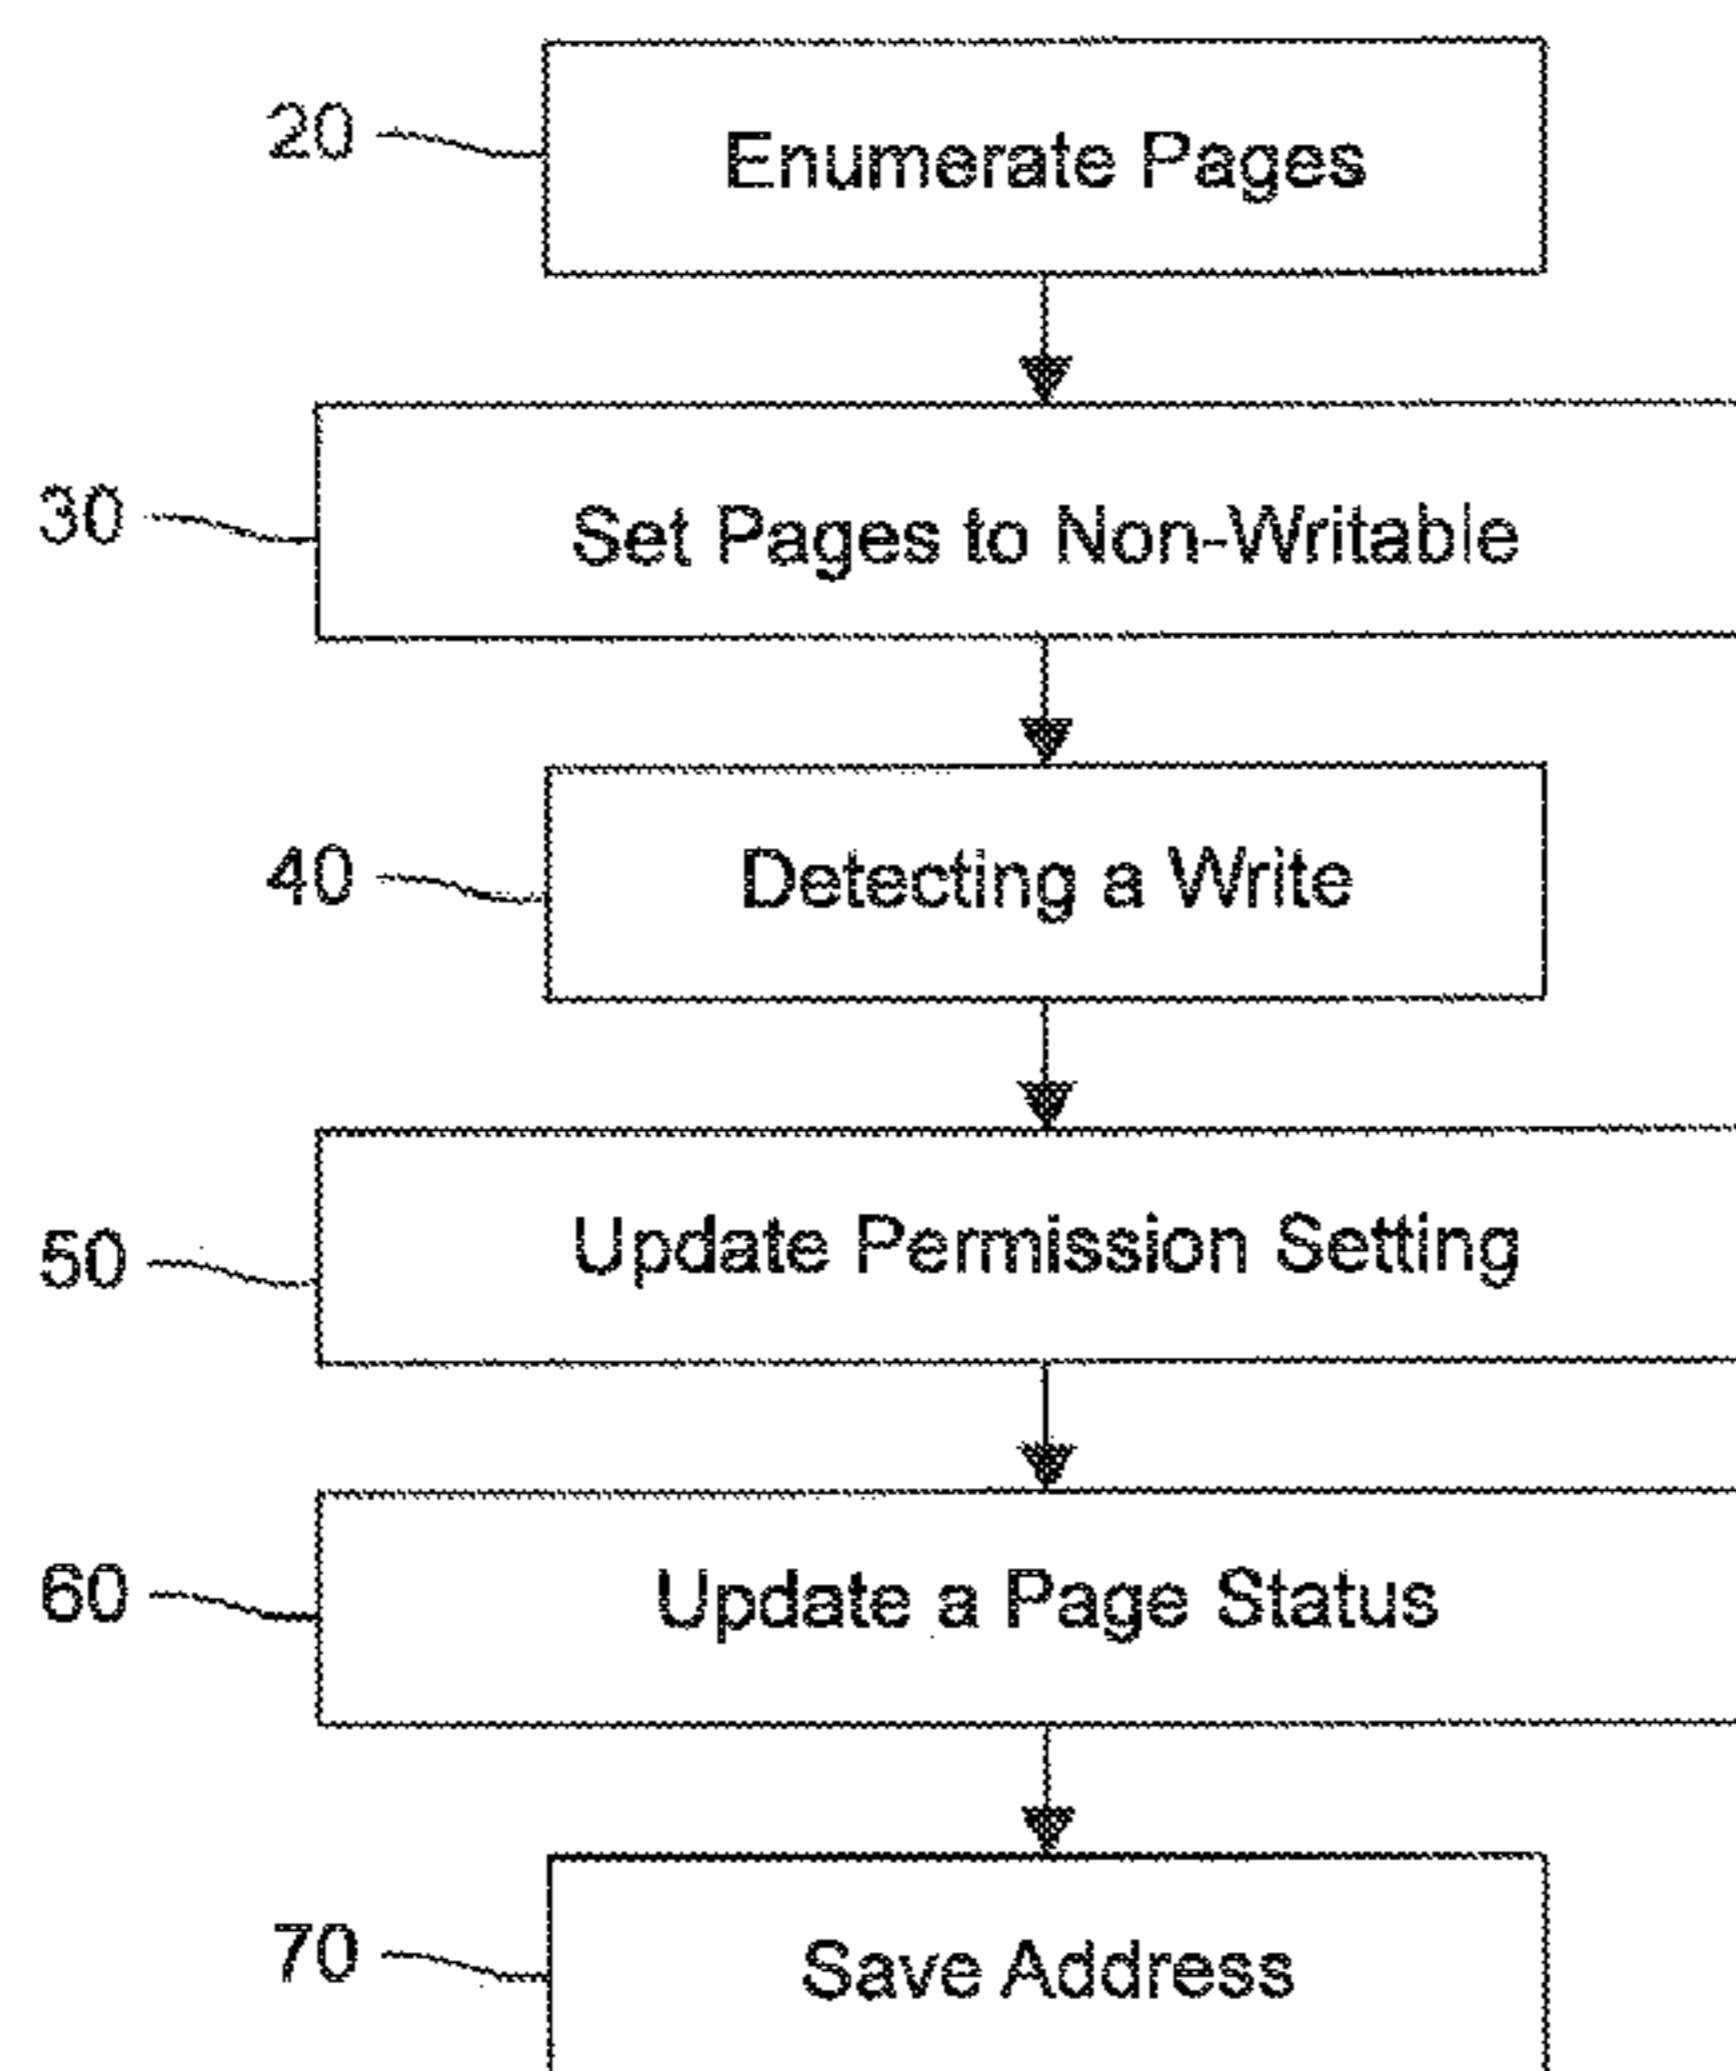 20 Enumerate Pages
30 Set Pages to Non-Writable
40 Detecting a Write
50 Update Permission Setting
60 Update a Page Status
70 Save Address